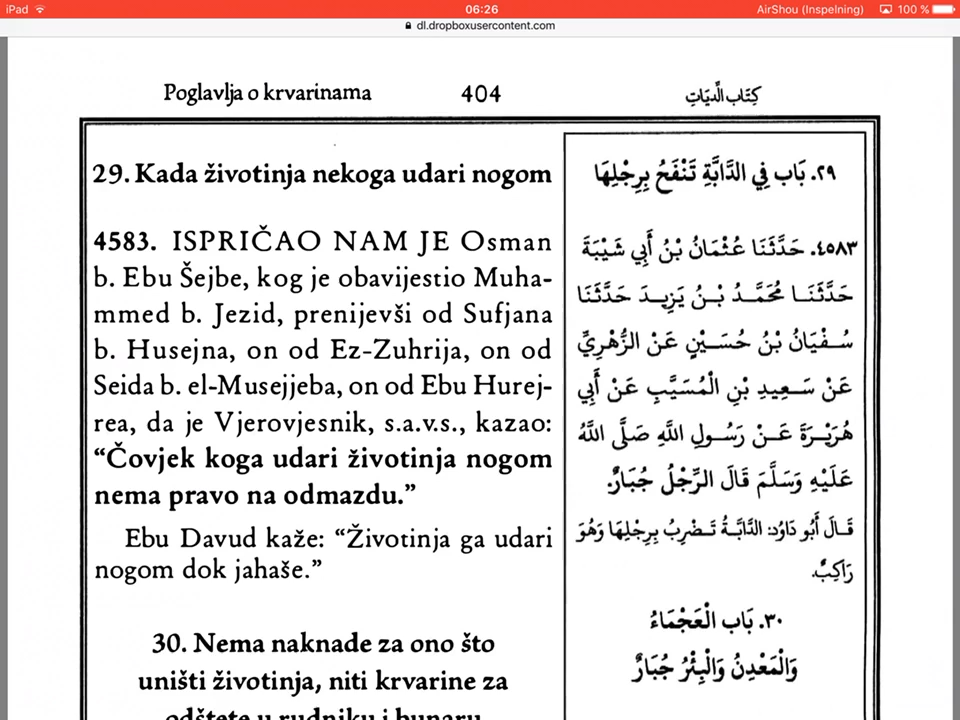 iPad 06:26 AirShou (Inspelning) 100 %
dl.dropboxusercontent.com
Poglavlja o krvarinama 404 كِتَاب الدِّيَاتِ
29. Kada životinja nekoga udari nogom
4583. ISPRIČAO NAM JE Osman
b. Ebu Šejbe, kog je obavijestio Muha-
mmed b. Jezid, prenijevši od Sufjana
b. Husejna, on od Ez-Zuhrija, on od
Seida b. el-Musejjeba, on od Ebu Hurej-
rea, da je Vjerovjesnik, s.a.v.s., kazao:
“Čovjek koga udari životinja nogom
nema pravo na odmazdu.”
Ebu Davud kaže: “Životinja ga udari
nogom dok jahaše.”
30. Nema naknade za ono što
uništi životinja, niti krvarine za
odštete u rudniku i bunaru
٢٩. بَاب فِي الدَّابَّةِ تَنْفَحُ بِرِجْلِهَا
٤٥٨٣. حَدَّثَنَا عُثْمَانُ بْنُ أَبِي شَيْبَةَ
حَدَّثَنَا مُحَمَّدُ بْنُ يَزِيدَ حَدَّثَنَا
سُفْيَانُ بْنُ حُسَيْنٍ عَنْ الزُّهْرِيِّ
عَنْ سَعِيدِ بْنِ الْمُسَيَّبِ عَنْ أَبِي
هُرَيْرَةَ عَنْ رَسُولِ اللَّهِ صَلَّى اللَّهُ
عَلَيْهِ وَسَلَّمَ قَالَ الرِّجْلُ جُبَارٌ.
قَالَ أَبُو دَاوُد: الدَّابَّةُ تَضْرِبُ بِرِجْلِهَا وَهُوَ
رَاكِبٌ.
٣٠. بَاب الْعَجْمَاءُ
وَالْمَعْدِنُ وَالْبِئْرُ جُبَارٌ